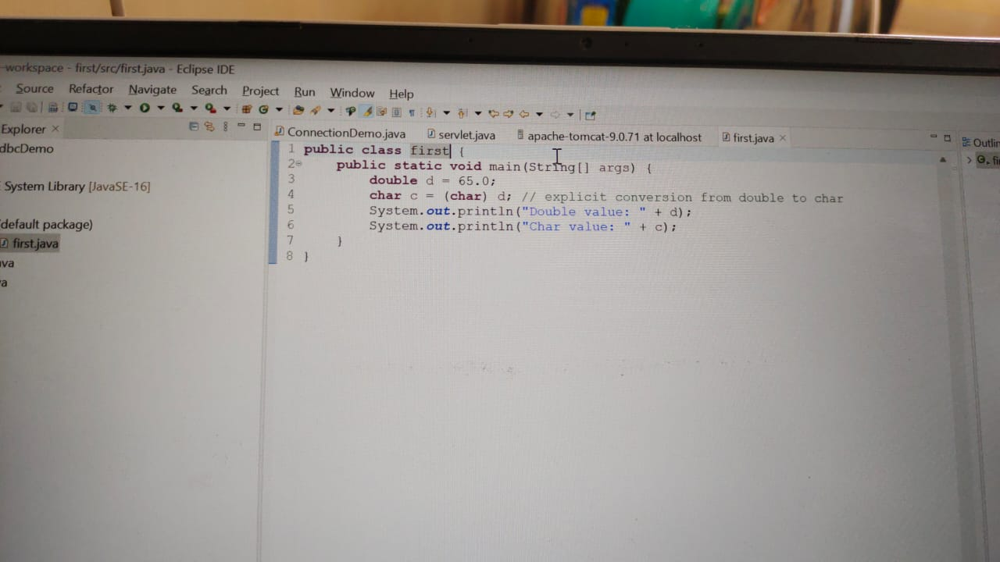 -workspace - first/src/first.java - Eclipse IDE
Source Refactor Navigate Search Project Run Window Help
Explorer
ConnectionDemo.java servlet.java apache-tomcat-9.0.71 at localhost first.java
dbcDemo
System Library [JavaSE-16]
(default package)
first.java
1 public class first {
2 public static void main(String[] args) {
3 double d = 65.0;
4 char c = (char) d; // explicit conversion from double to char
5 System.out.println("Double value: " + d);
6 System.out.println("Char value: " + c);
7 }
8 }